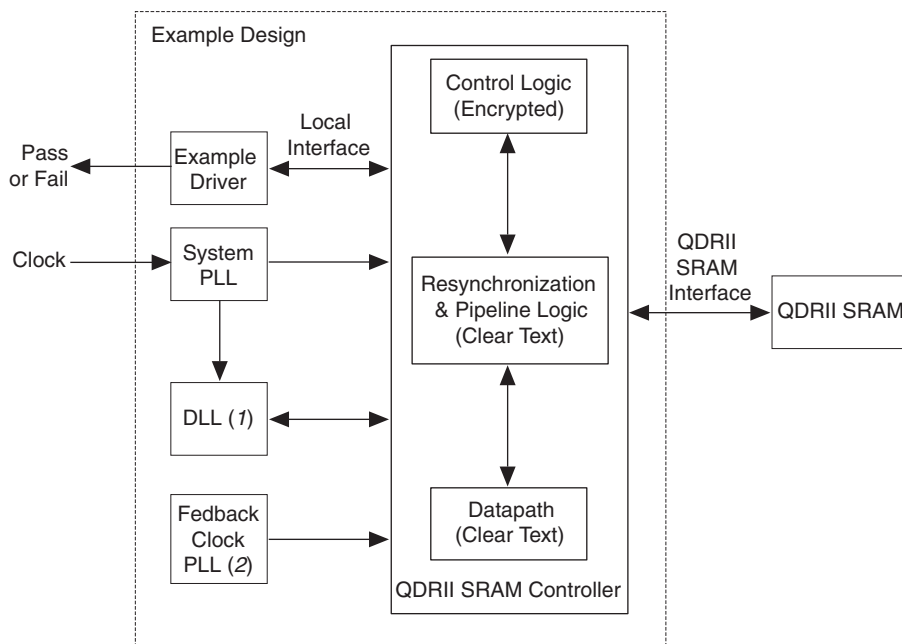 Example Design
Control Logic
(Encrypted)
Local
Interface
Pass
or Fail
Example
Driver
Clock
System
PLL
Resynchronization
& Pipeline Logic
(Clear Text)
QDRII
SRAM
Interface
QDRII SRAM
DLL (1)
Fedback
Clock
PLL (2)
Datapath
(Clear Text)
QDRII SRAM Controller